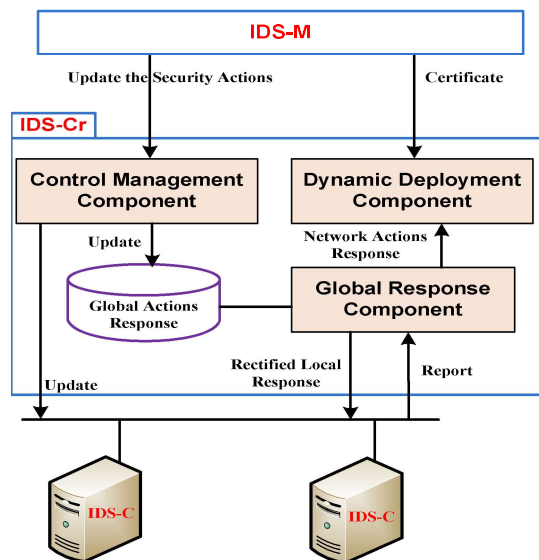 IDS-M
Update the Security Actions
Certificate
IDS-Cr
Control Management
Component
Dynamic Deployment
Component
Update
Network Actions
Response
Global Actions
Response
Global Response
Component
Update
Rectified Local
Response
Report
IDS-C
IDS-C